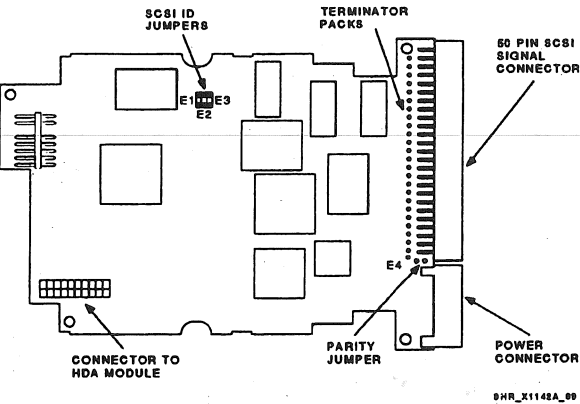 SCSI ID
JUMPERS
TERMINATOR
PACKS
50 PIN SCSI
SIGNAL
CONNECTOR
E1
E3
E2
E4
CONNECTOR TO
HDA MODULE
PARITY
JUMPER
POWER
CONNECTOR
SHR_X1142A_89